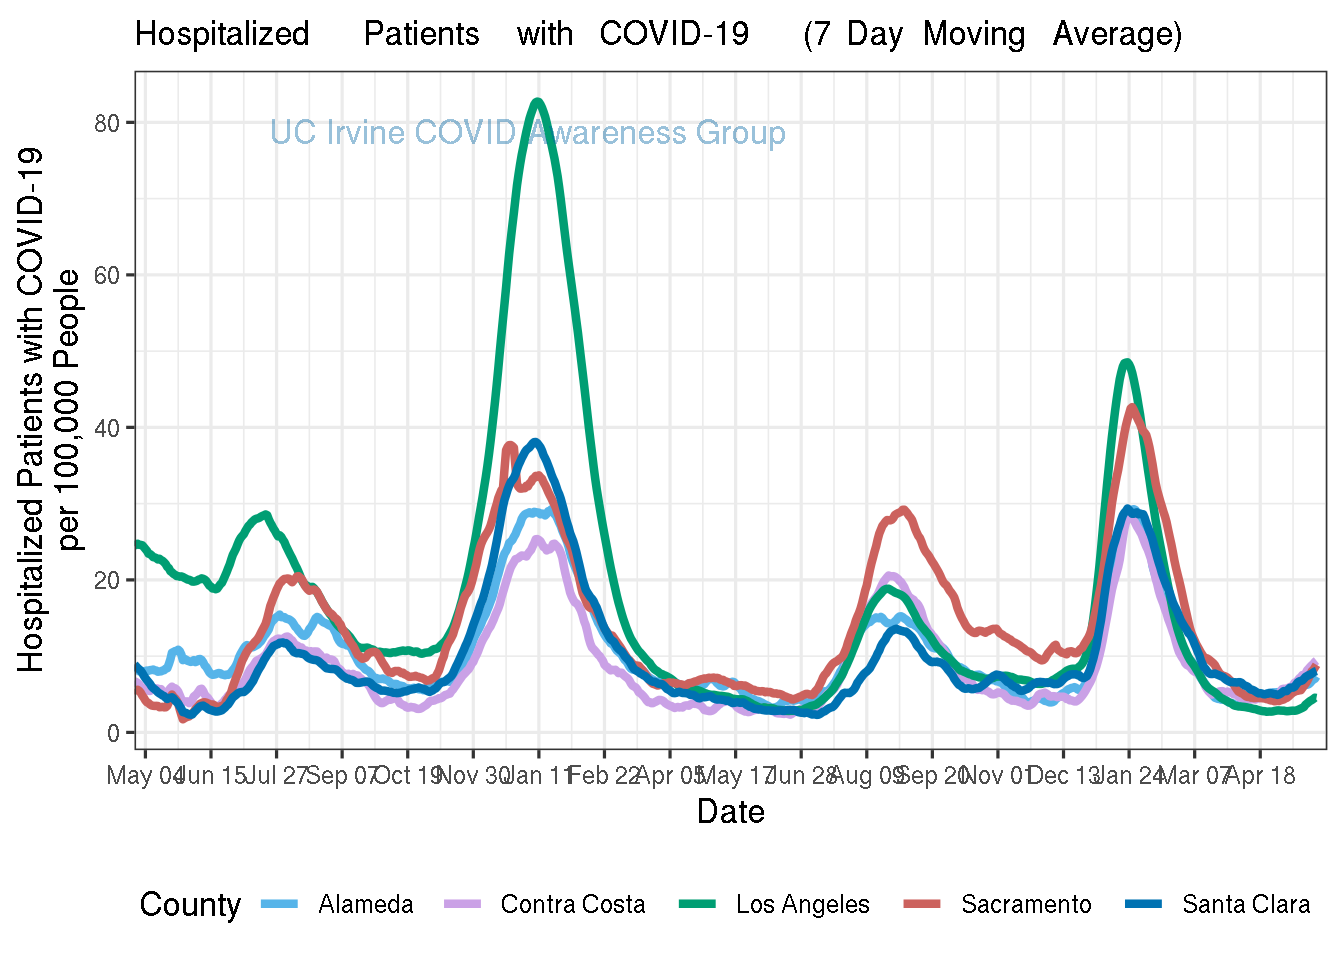 Hospitalized Patients with COVID-19 (7 Day Moving Average)
UC Irvine COVID Awareness Group
Hospitalized Patients with COVID-19
per 100,000 People
80
60
40
20
0
May 04 Jun 15 Jul 27 Sep 07 Oct 19 Nov 30 Jan 11 Feb 22 Apr 05 May 17 Jun 28 Aug 09 Sep 20 Nov 01 Dec 13 Jan 24 Mar 07 Apr 18
Date
County Alameda Contra Costa Los Angeles Sacramento Santa Clara